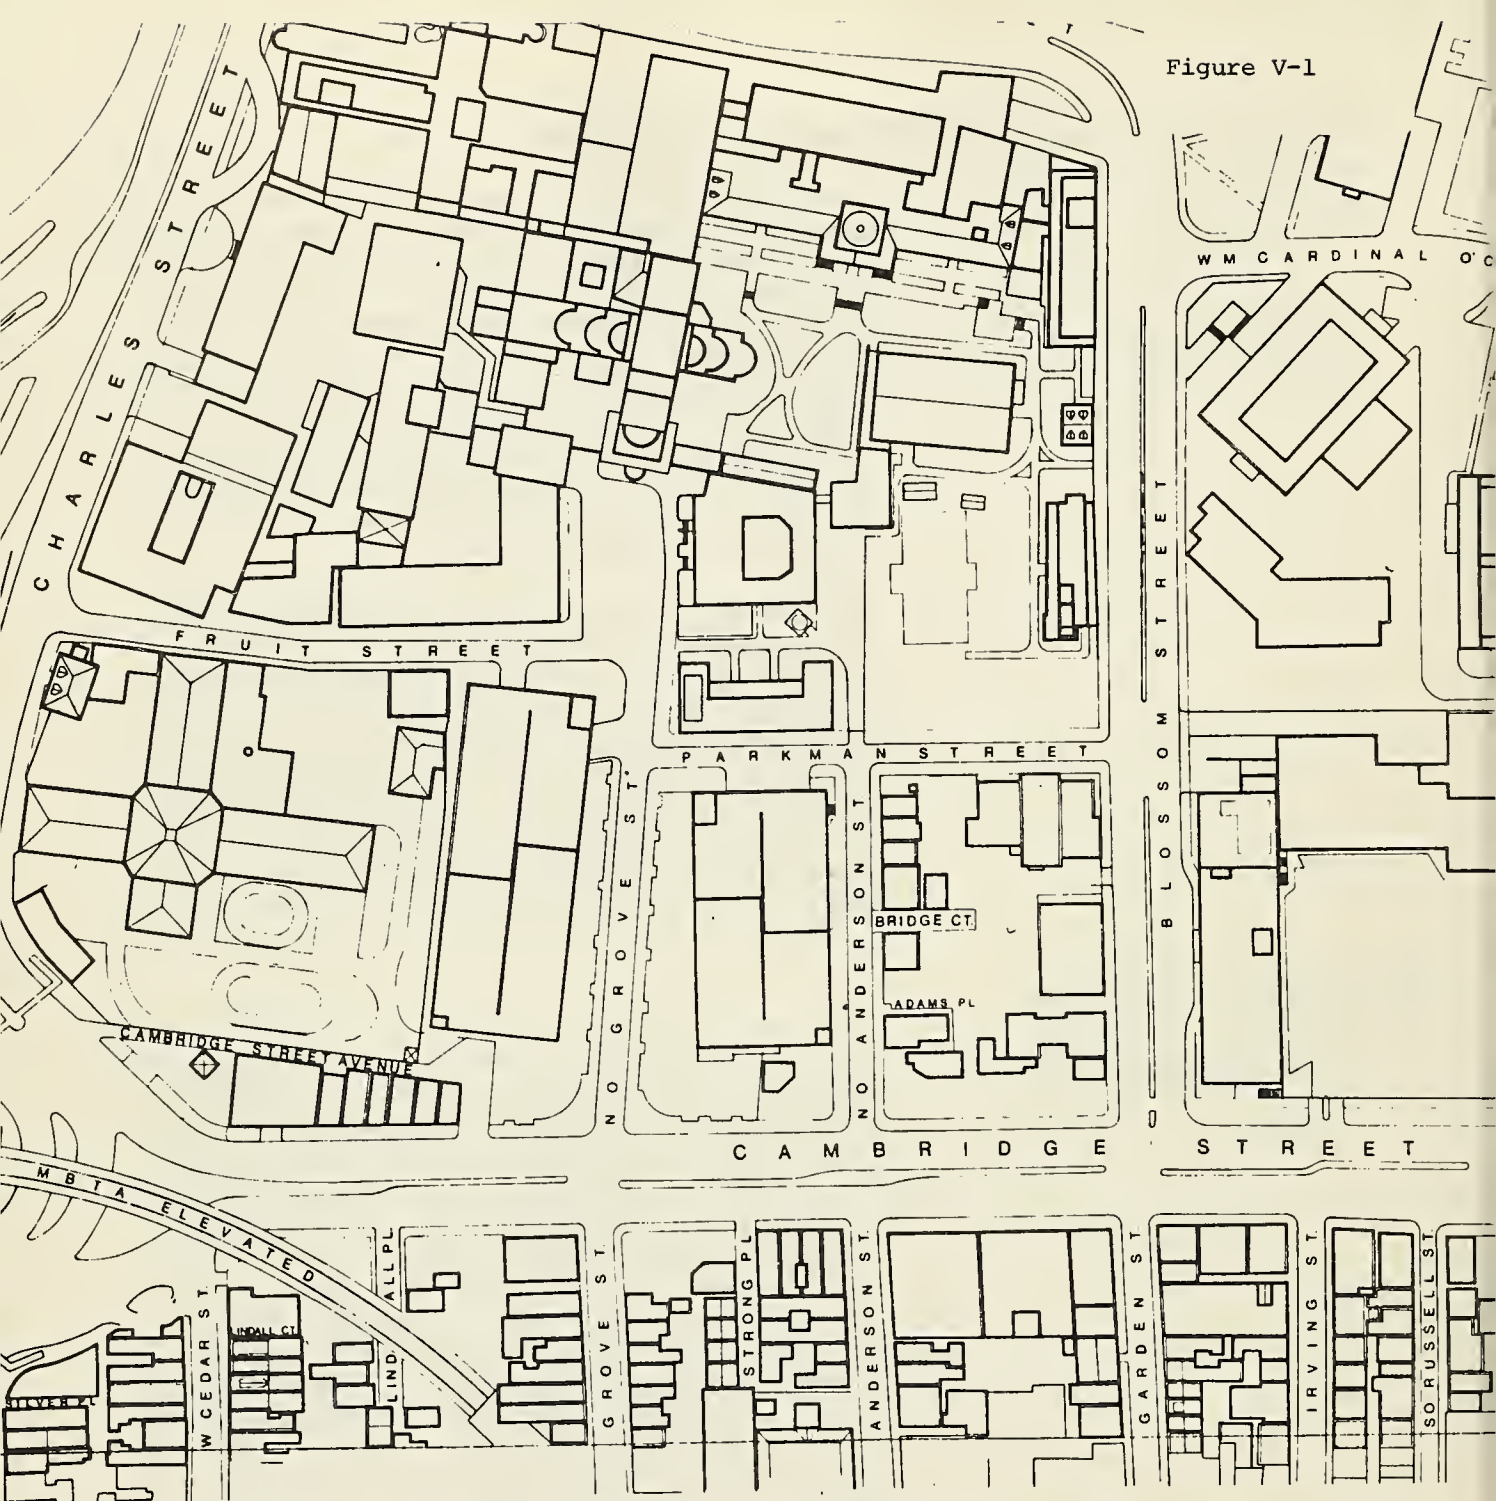 Figure V-1
CHARLES STREET
WM CARDINAL O'C
FRUIT STREET
BLOSSOM STREET
PARKMAN STREET
NO GROVE ST.
NO ANDERSON ST
BRIDGE CT.
ADAMS PL
CAMBRIDGE STREET AVENUE
CAMBRIDGE STREET
MBTA ELEVATED
W CEDAR ST.
LINDALL CT.
LINDALL PL.
GROVE ST.
STRONG PL
ANDERSON ST.
GARDEN ST.
IRVING ST.
SO RUSSELL ST.
SILVER PL